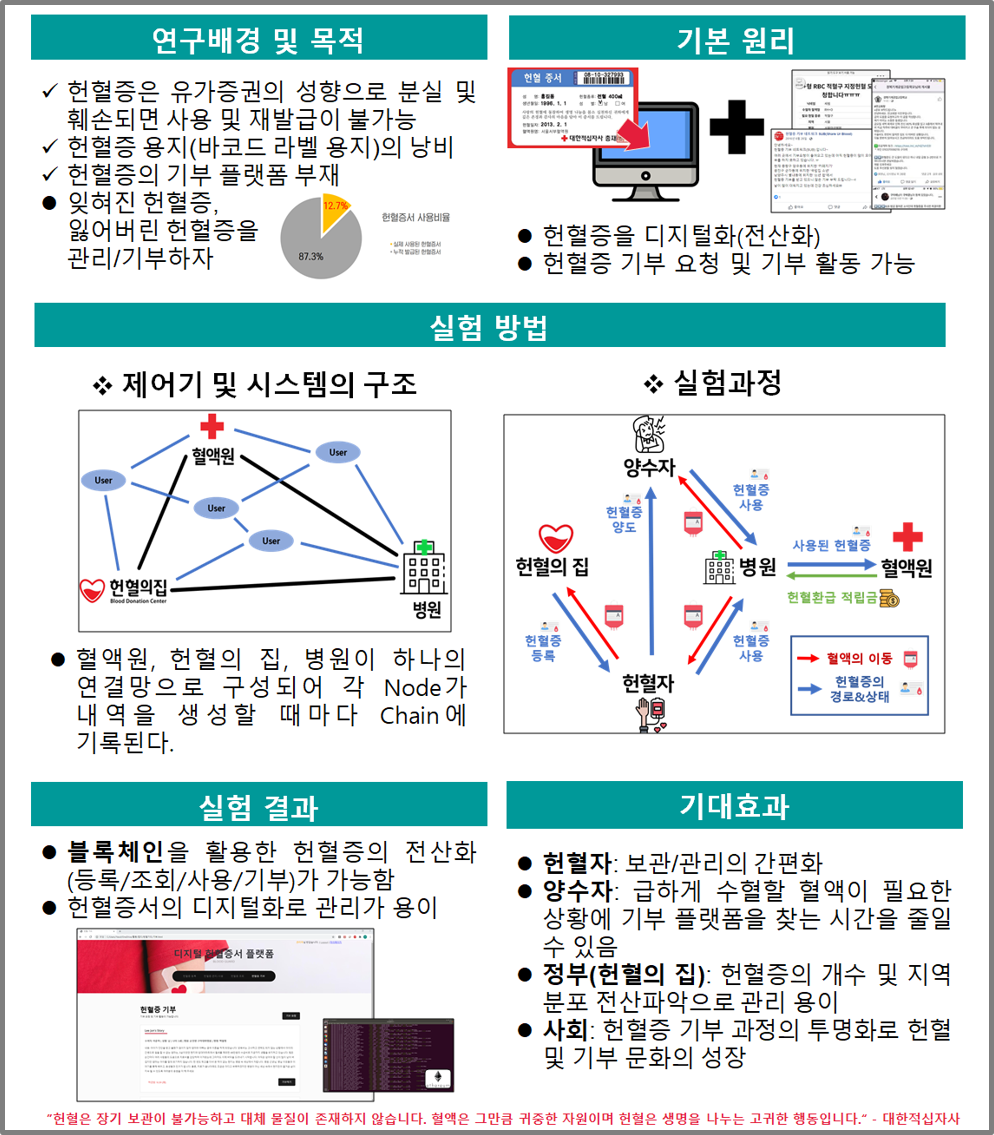 연구배경 및 목적
✓ 헌혈증은 유가증권의 성향으로 분실 및
훼손되면 사용 및 재발급이 불가능
✓ 헌혈증 용지(바코드 라벨 용지)의 낭비
✓ 헌혈증의 기부 플랫폼 부재
● 잊혀진 헌혈증,
잃어버린 헌혈증을
관리/기부하자
12.7%
87.3%
헌혈증서 사용비율
실제 사용된 헌혈증서
누적 발급된 헌혈증서
기본 원리
헌혈 증서
08-10-327993
홍길동
전혈 400㎖
1996. 1. 1
2013. 2. 1
대한적십자사 총재
RBC 적혈구 지정헌혈
● 헌혈증을 디지털화(전산화)
● 헌혈증 기부 요청 및 기부 활동 가능
실험 방법
❖ 제어기 및 시스템의 구조
혈액원
User
User
User
User
헌혈의집
Blood Donation Center
병원
● 혈액원, 헌혈의 집, 병원이 하나의
연결망으로 구성되어 각 Node가
내역을 생성할 때마다 Chain에
기록된다.
❖ 실험과정
양수자
헌혈증
사용
헌혈증
양도
헌혈의 집
병원
사용된 헌혈증
혈액원
헌혈환급 적립금
헌혈증
등록
헌혈증
사용
헌혈자
혈액의 이동
헌혈증의
경로&상태
실험 결과
● 블록체인을 활용한 헌혈증의 전산화
(등록/조회/사용/기부)가 가능함
● 헌혈증서의 디지털화로 관리가 용이
디지털 헌혈증서 플랫폼
헌혈증 기부
기대효과
● 헌혈자: 보관/관리의 간편화
● 양수자: 급하게 수혈할 혈액이 필요한
상황에 기부 플랫폼을 찾는 시간을 줄일
수 있음
● 정부(헌혈의 집): 헌혈증의 개수 및 지역
분포 전산파악으로 관리 용이
● 사회: 헌혈증 기부 과정의 투명화로 헌혈
및 기부 문화의 성장
"헌혈은 장기 보관이 불가능하고 대체 물질이 존재하지 않습니다. 혈액은 그만큼 귀중한 자원이며 헌혈은 생명을 나누는 고귀한 행동입니다." - 대한적십자사